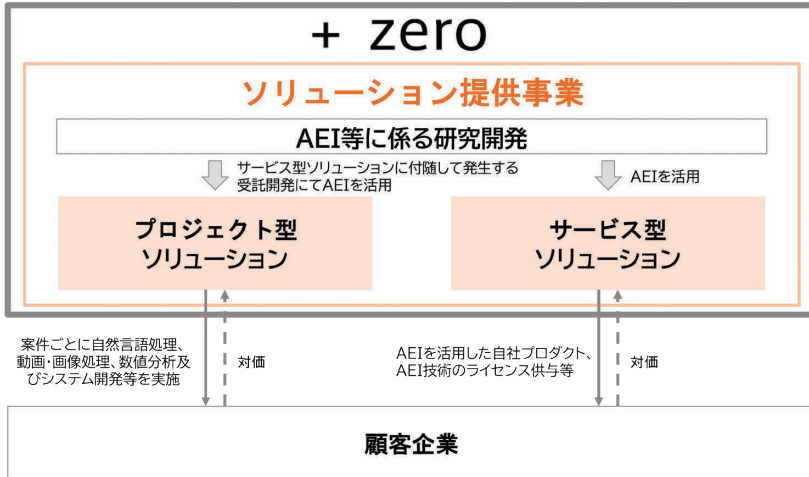 + zero
ソリューション提供事業
AEI等に係る研究開発
サービス型ソリューションに付随して発生する
受託開発にてAEIを活用
AEIを活用
プロジェクト型
ソリューション
サービス型
ソリューション
案件ごとに自然言語処理、
動画・画像処理、数値分析及
びシステム開発等を実施
対価
AEIを活用した自社プロダクト、
AEI技術のライセンス供与等
対価
顧客企業